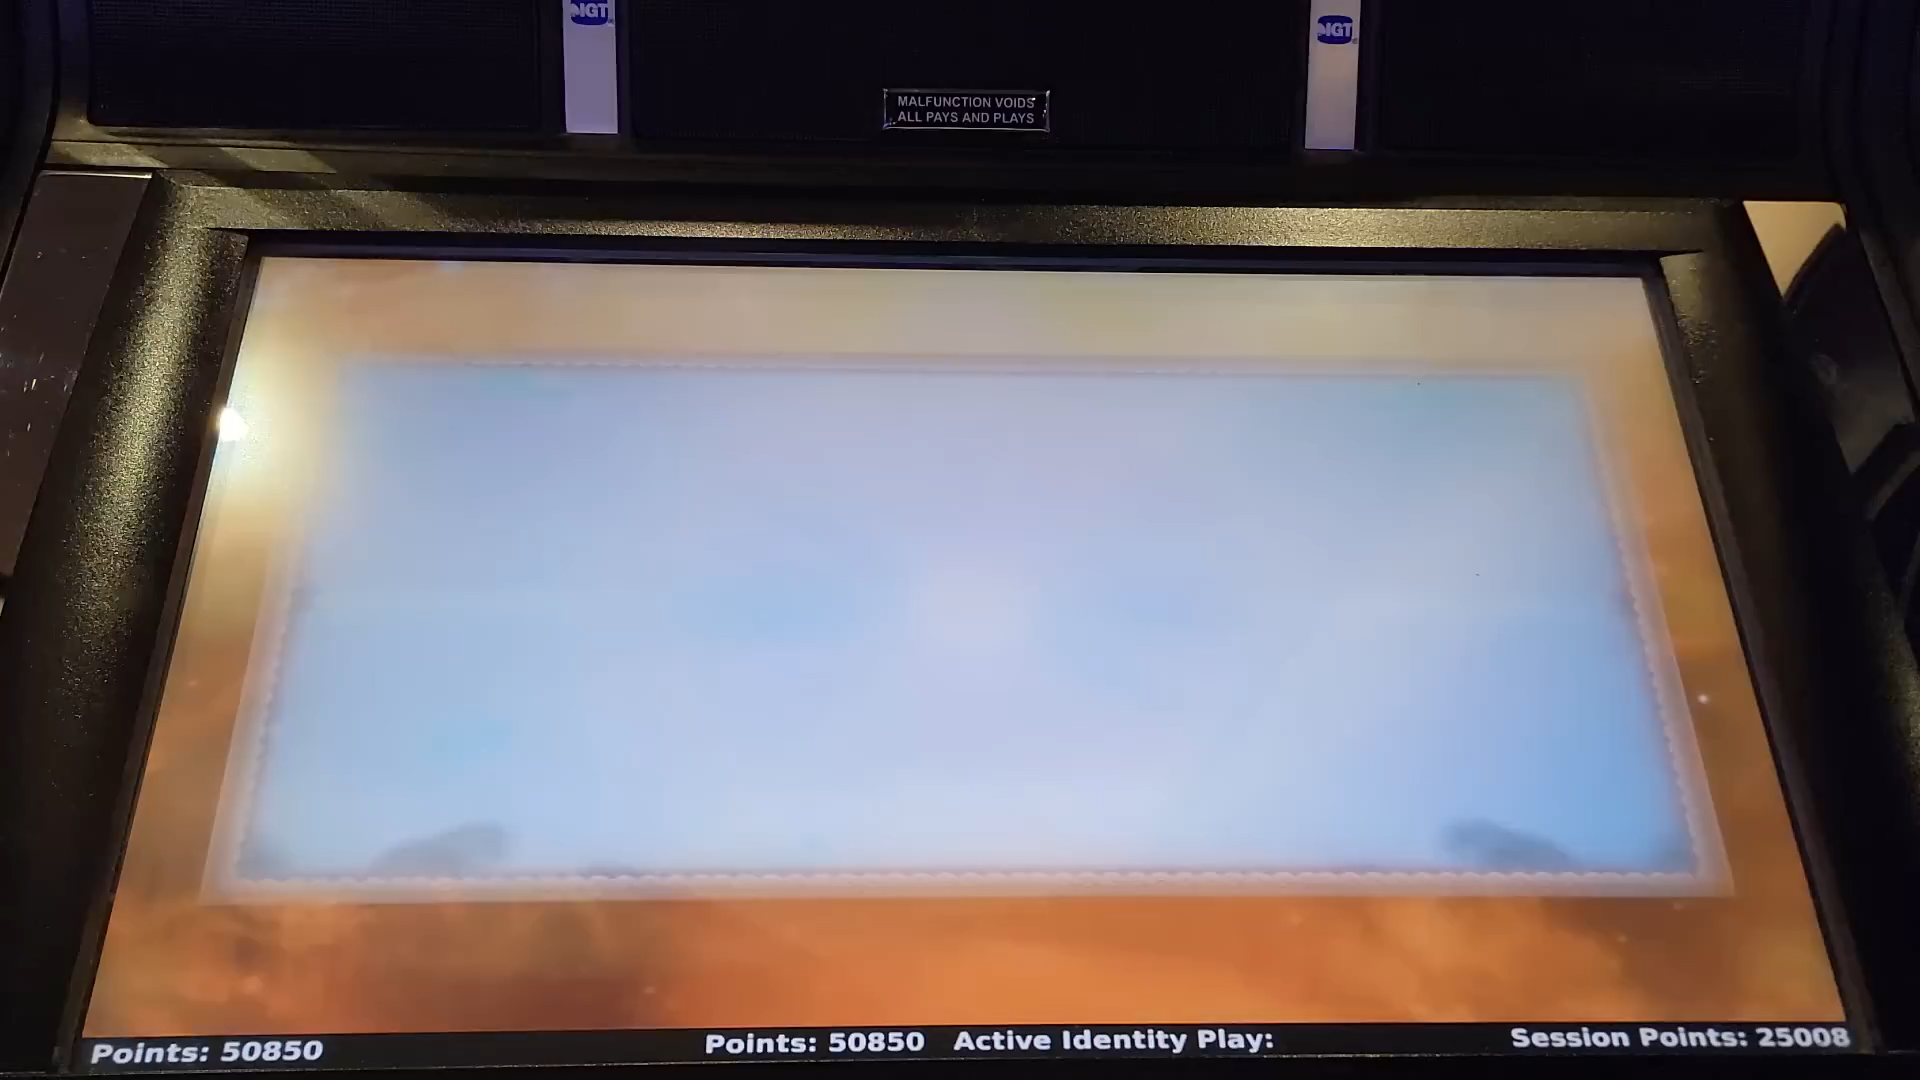 IGT
IGT
MALFUNCTION VOIDS
ALL PAYS AND PLAYS
Points: 50850
Points: 50850 Active Identity Play:
Session Points: 25008